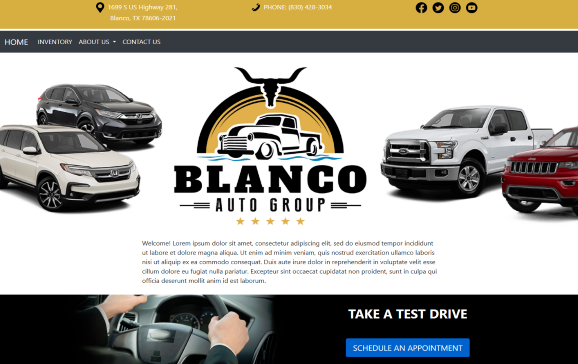 1699 S US Highway 281,
Blanco, TX 78606-2021
PHONE: (830) 428-3014
HOME INVENTORY ABOUT US CONTACT US
BLANCO
AUTO GROUP
Welcome! Lorem ipsum dolor sit amet, consectetur adipiscing elit, sed do eiusmod tempor incididunt
ut labore et dolore magna aliqua. Ut enim ad minim veniam, quis nostrud exercitation ullamco laboris
nisi ut aliquip ex ea commodo consequat. Duis aute irure dolor in reprehenderit in voluptate velit esse
cillum dolore eu fugiat nulla pariatur. Excepteur sint occaecat cupidatat non proident, sunt in culpa qui
officia deserunt mollit anim id est laborum.
TAKE A TEST DRIVE
SCHEDULE AN APPOINTMENT